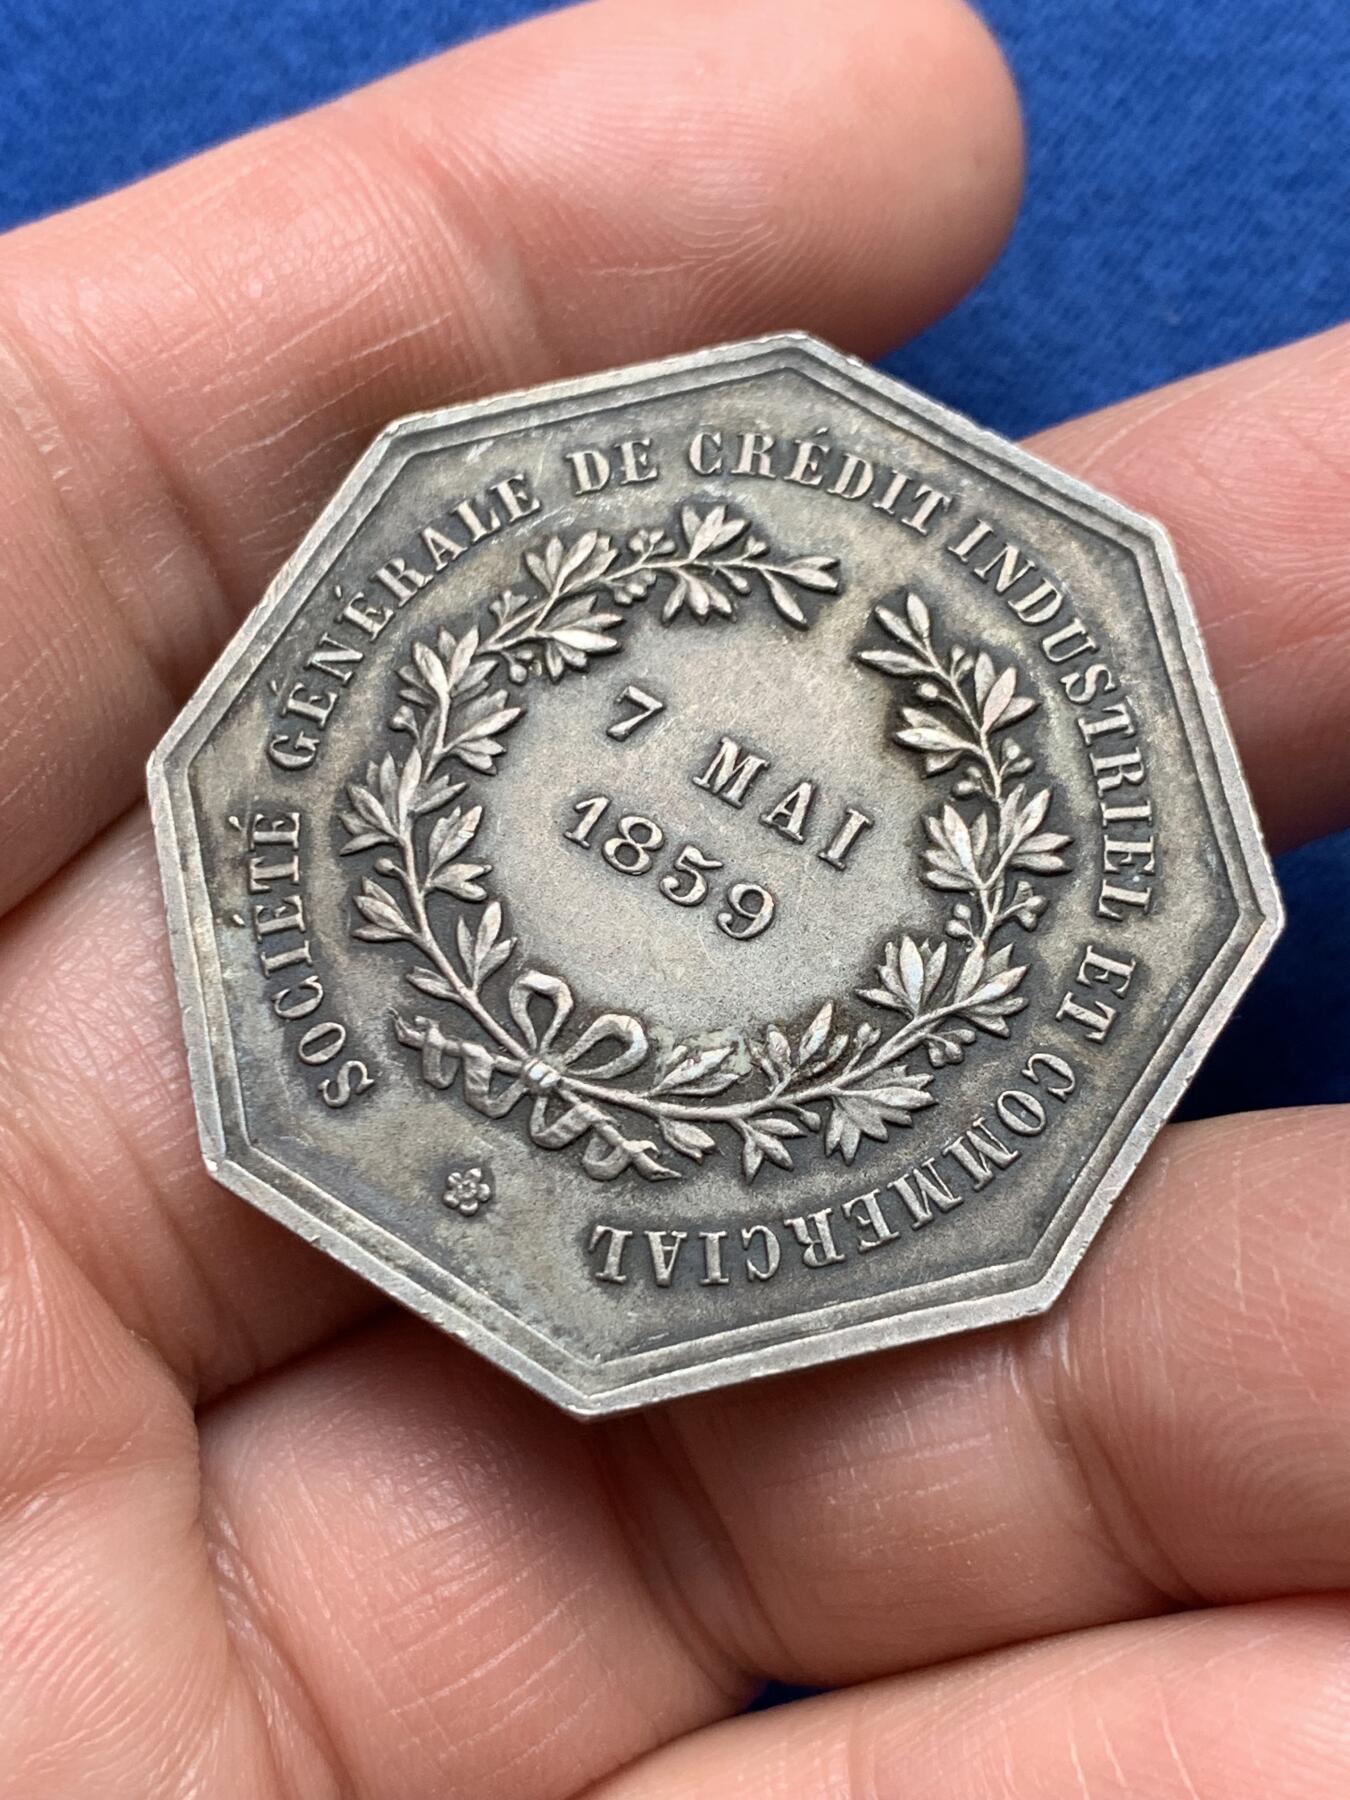 SOCIÉTÉ GÉNÉRALE DE CRÉDIT INDUSTRIEL ET COMMERCIAL
7 MAI
1859